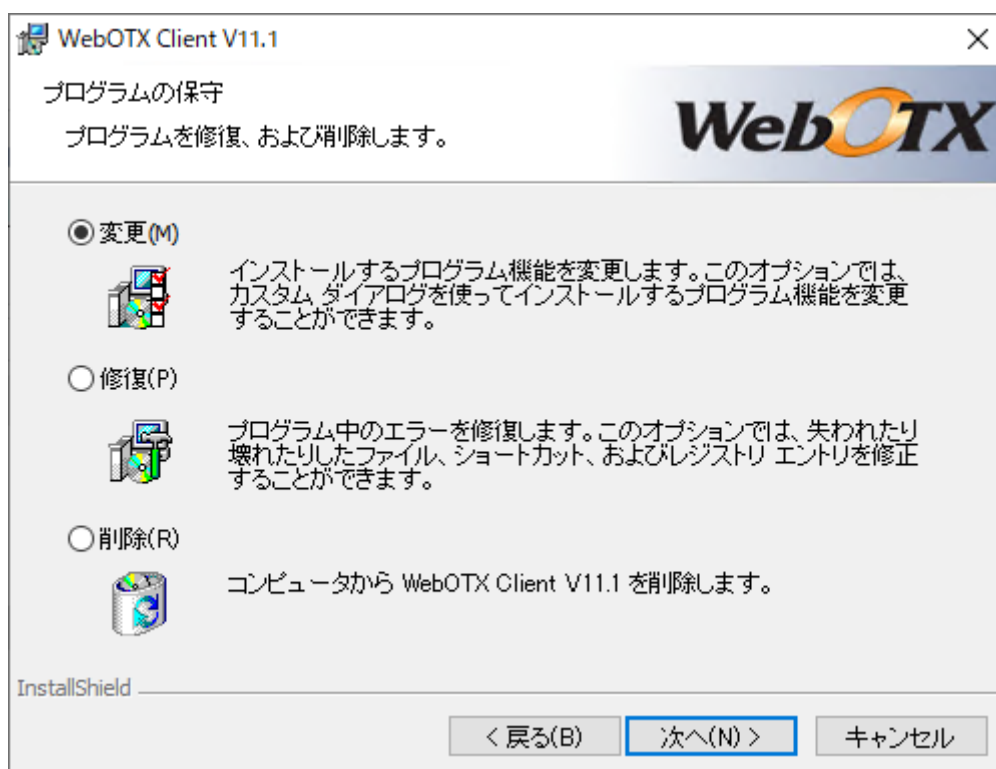 WebOTX Client V11.1
プログラムの保守
WebOTX
プログラムを修復、および削除します。
変更(M)
インストールするプログラム機能を変更します。このオプションでは、
カスタム ダイアログを使ってインストールするプログラム機能を変更
することができます。
修復(P)
プログラム中のエラーを修復します。このオプションでは、失われたり
壊れたりしたファイル、ショートカット、およびレジストリ エントリを修正
することができます。
削除(R)
コンピュータから WebOTX Client V11.1 を削除します。
InstallShield
< 戻る(B)
次へ(N) >
キャンセル